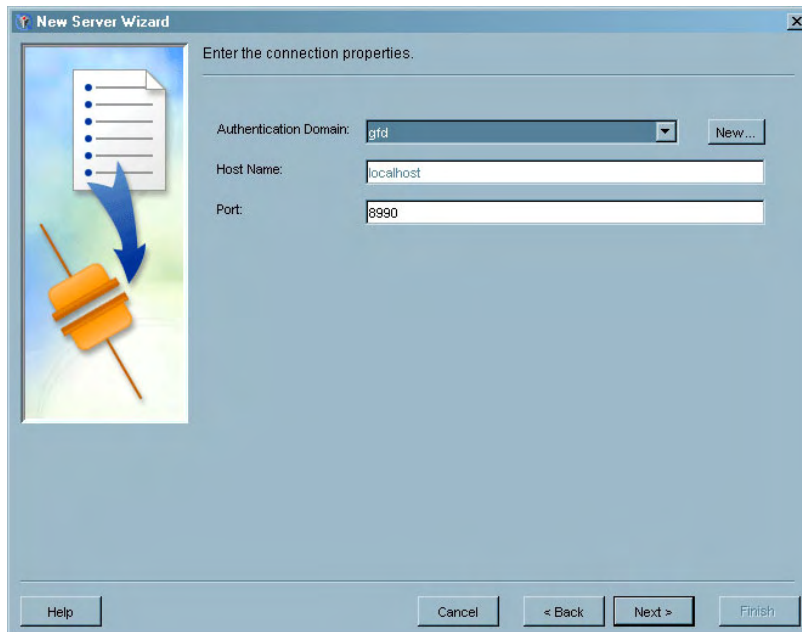 New Server Wizard
Enter the connection properties.
Authentication Domain: gfd New...
Host Name: localhost
Port: 8990
Help Cancel < Back Next > Finish